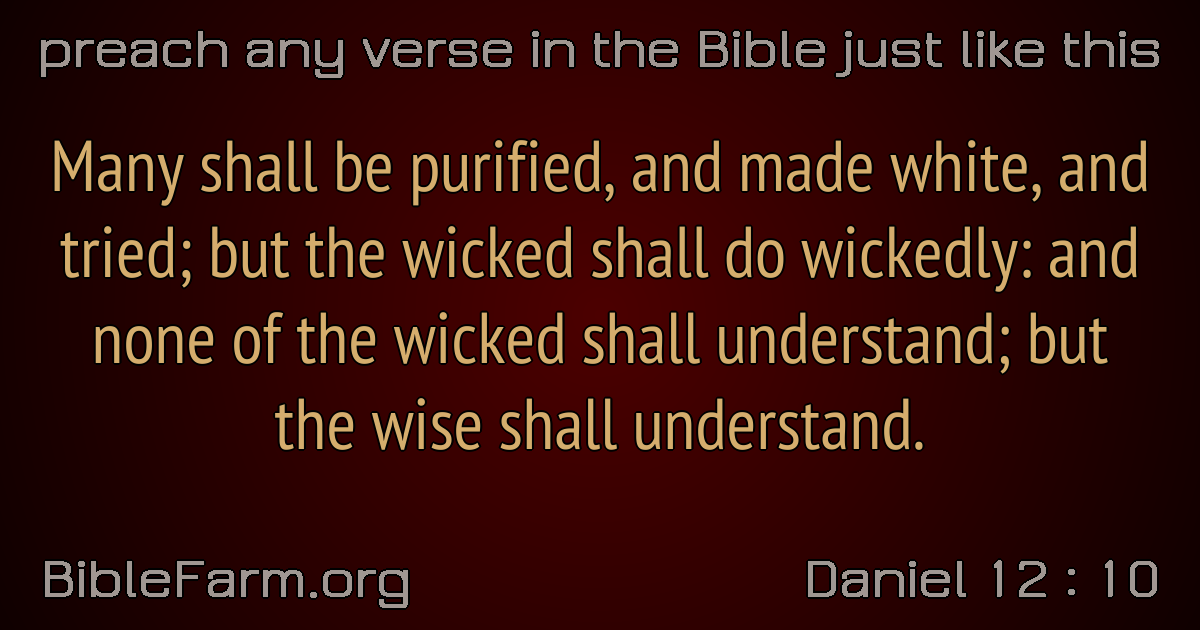 preach any verse in the Bible just like this
Many shall be purified, and made white, and
tried; but the wicked shall do wickedly: and
none of the wicked shall understand; but
the wise shall understand.
BibleFarm.org
Daniel 12 : 10